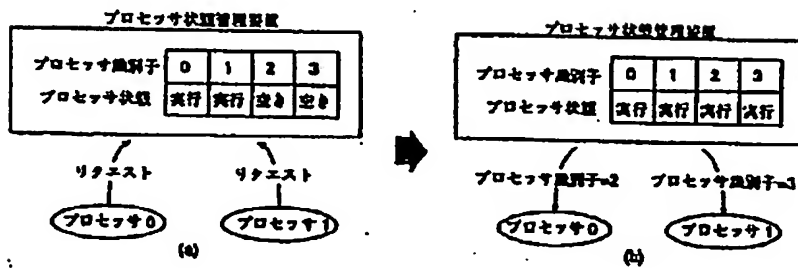 プロセッサ状態管理装置
プロセッサ識別子 0 1 2 3
プロセッサ状態 実行 実行 空き 空き
リクエスト リクエスト
プロセッサ0 プロセッサ1
(a)
プロセッサ状態管理装置
プロセッサ識別子 0 1 2 3
プロセッサ状態 実行 実行 実行 実行
プロセッサ識別子=2 プロセッサ識別子=3
プロセッサ0 プロセッサ1
(b)